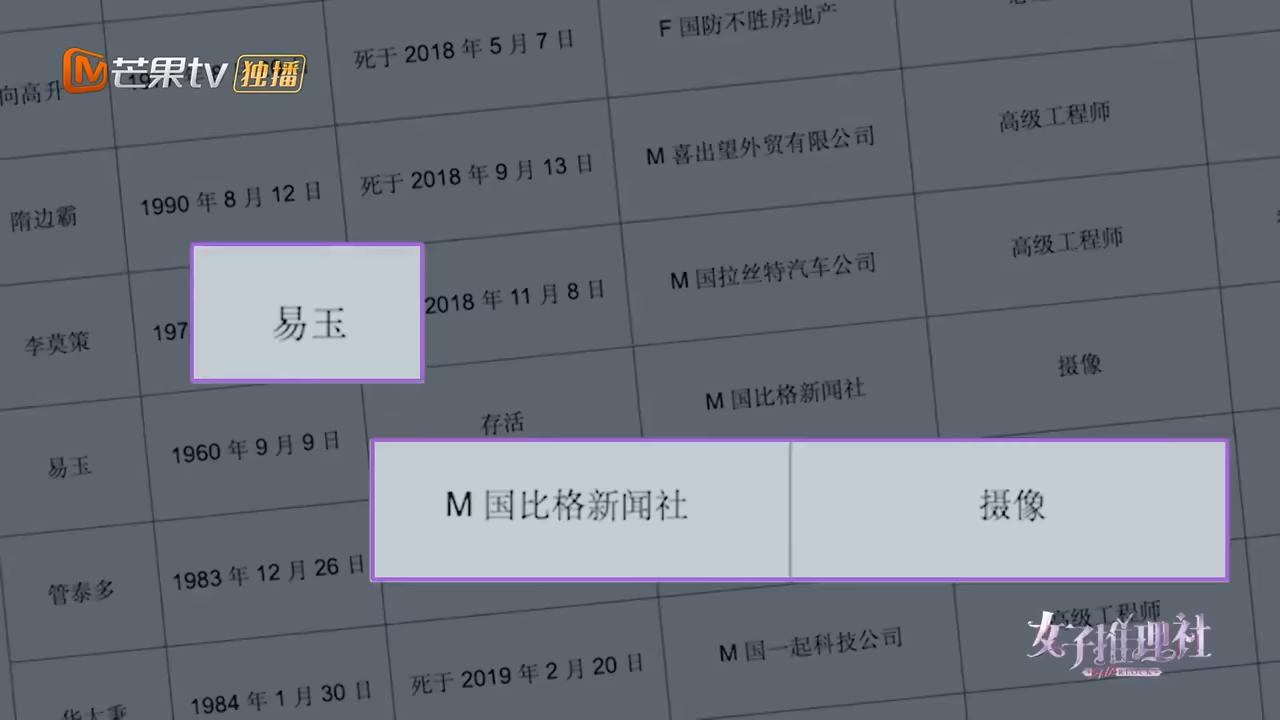 芒果tv 独播
向高升
死于 2018 年 5 月 7 日
F 国防不胜房地产
隋边霸
1990 年 8 月 12 日
死于 2018 年 9 月 13 日
M 喜出望外贸有限公司
高级工程师
李莫策
197
2018 年 11 月 8 日
M 国拉丝特汽车公司
高级工程师
易玉
易玉
1960 年 9 月 9 日
存活
M 国比格新闻社
摄像
M 国比格新闻社
摄像
管泰多
1983 年 12 月 26 日
高级工程师
1984 年 1 月 30 日
死于 2019 年 2 月 20 日
M 国一起科技公司
女子推理社